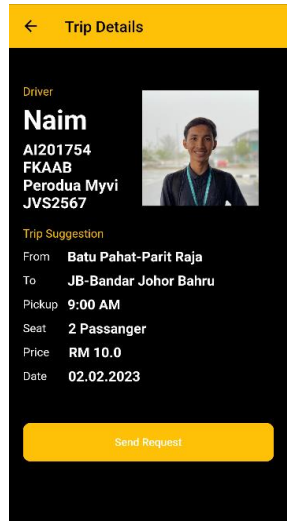 Trip Details
Driver
Naim
AI201754
FKAAB
Perodua Myvi
JVS2567
Trip Suggestion
From Batu Pahat-Parit Raja
To JB-Bandar Johor Bahru
Pickup 9:00 AM
Seat 2 Passanger
Price RM 10.0
Date 02.02.2023
Send Request